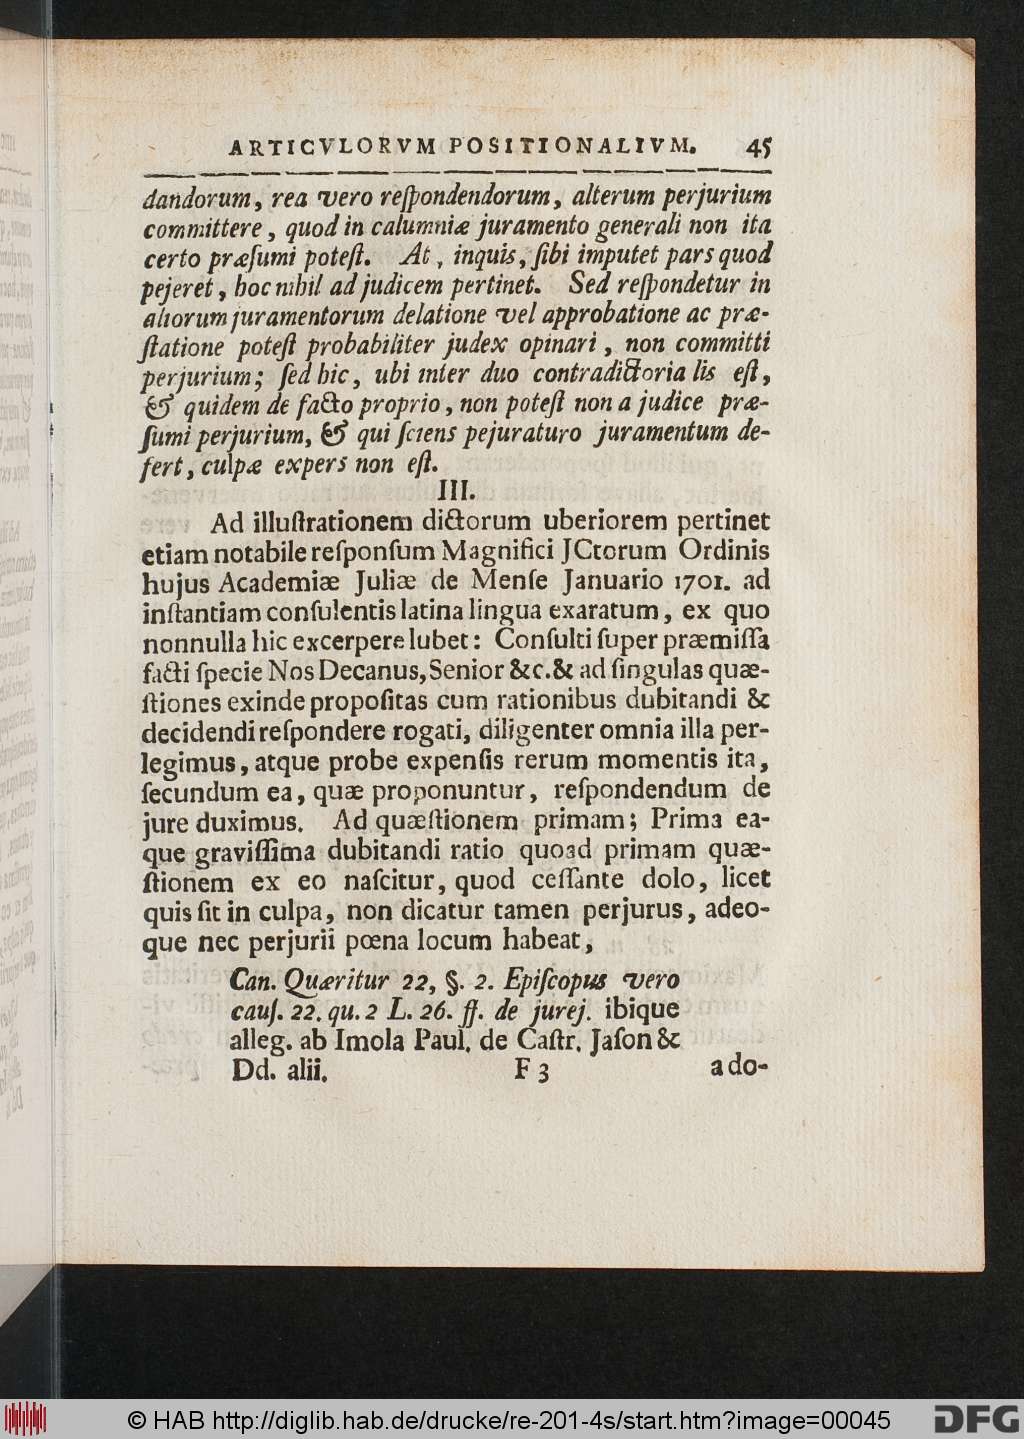 ARTICVLORVM POSITIONALIVM. 45
dandorum, rea vero reſpondendorum, alterum perjurium
committere, quod in calumniæ juramento generali non ita
certo præſumi poteſt. At, inquis, ſibi imputet pars quod
pejeret, hoc nihil ad judicem pertinet. Sed reſpondetur in
aliorum juramentorum delatione vel approbatione ac præ-
ſtatione poteſt probabiliter judex opinari, non committi
perjurium; ſed hic, ubi inter duo contradictoria lis eſt,
& quidem de facto proprio, non poteſt non a judice præ-
ſumi perjurium, & qui ſciens pejuraturo juramentum de-
fert, culpæ expers non eſt.
III.
Ad illuſtrationem dictorum uberiorem pertinet
etiam notabile reſponſum Magnifici JCtorum Ordinis
hujus Academiæ Juliæ de Menſe Januario 1701. ad
inſtantiam conſulentis latina lingua exaratum, ex quo
nonnulla hic excerpere lubet: Conſulti ſuper præmiſſa
facti ſpecie Nos Decanus, Senior &c. & ad ſingulas quæ-
ſtiones exinde propoſitas cum rationibus dubitandi &
decidendi reſpondere rogati, diligenter omnia illa per-
legimus, atque probe expenſis rerum momentis ita,
ſecundum ea, quæ proponuntur, reſpondendum de
jure duximus. Ad quæſtionem primam; Prima ea-
que graviſſima dubitandi ratio quoad primam quæ-
ſtionem ex eo naſcitur, quod ceſſante dolo, licet
quis ſit in culpa, non dicatur tamen perjurus, adeo-
que nec perjurii pœna locum habeat,
Can. Quæritur 22, §. 2. Epiſcopus vero
cauſ. 22. qu. 2 L. 26. ff. de jurej. ibique
alleg. ab Imola Paul. de Caſtr. Jaſon &
Dd. alii. F 3 ado-
© HAB http://diglib.hab.de/drucke/re-201-4s/start.htm?image=00045
DFG